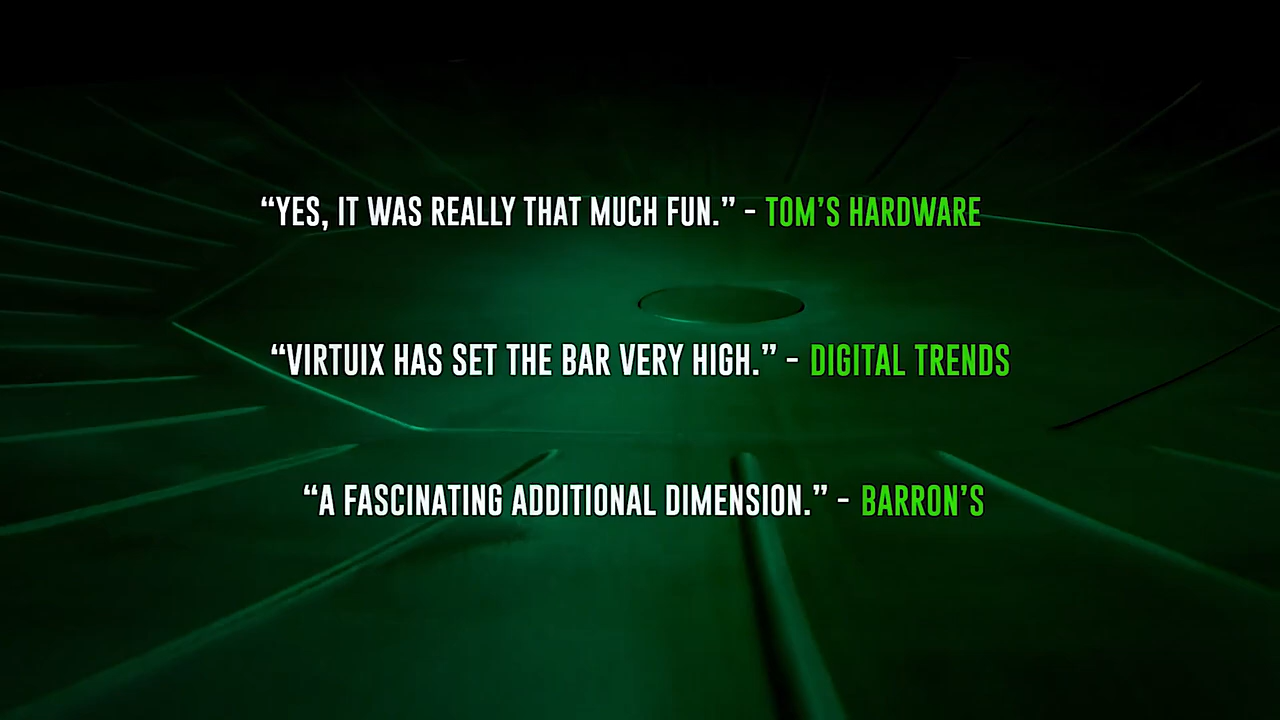 “YES, IT WAS REALLY THAT MUCH FUN.” - TOM’S HARDWARE
“VIRTUIX HAS SET THE BAR VERY HIGH.” - DIGITAL TRENDS
“A FASCINATING ADDITIONAL DIMENSION.” - BARRON’S